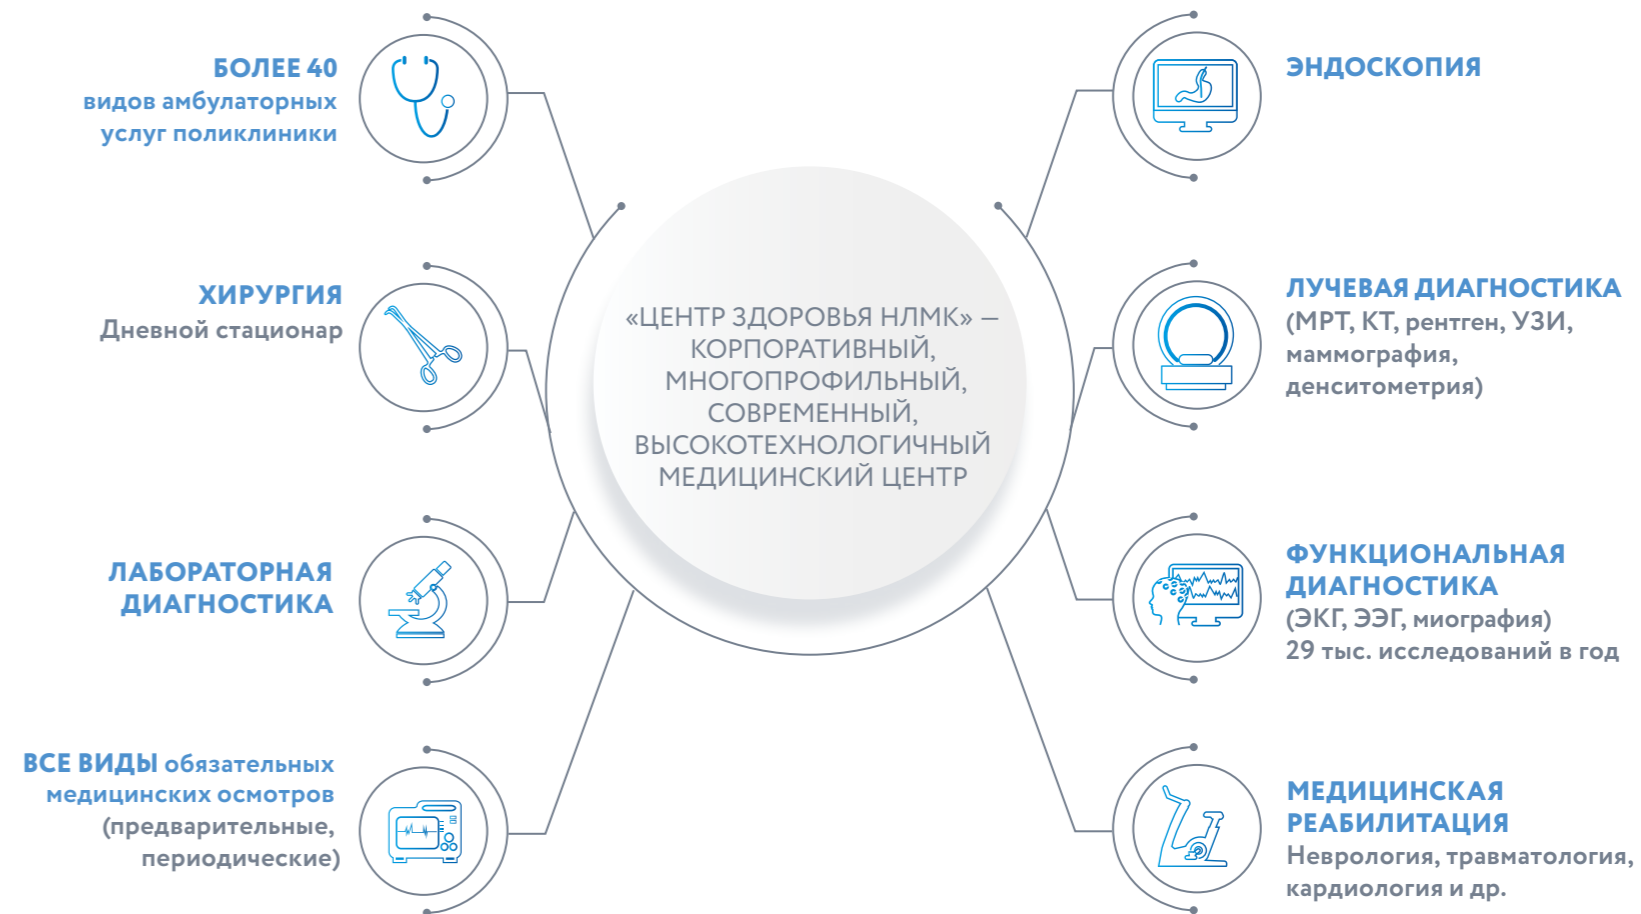 БОЛЕЕ 40
видов амбулаторных
услуг поликлиники
ХИРУРГИЯ
Дневной стационар
ЛАБОРАТОРНАЯ
ДИАГНОСТИКА
ВСЕ ВИДЫ обязательных
медицинских осмотров
(предварительные,
периодические)
«ЦЕНТР ЗДОРОВЬЯ НЛМК» —
КОРПОРАТИВНЫЙ,
МНОГОПРОФИЛЬНЫЙ,
СОВРЕМЕННЫЙ,
ВЫСОКОТЕХНОЛОГИЧНЫЙ
МЕДИЦИНСКИЙ ЦЕНТР
ЭНДОСКОПИЯ
ЛУЧЕВАЯ ДИАГНОСТИКА
(МРТ, КТ, рентген, УЗИ,
маммография,
денситометрия)
ФУНКЦИОНАЛЬНАЯ
ДИАГНОСТИКА
(ЭКГ, ЭЭГ, миография)
29 тыс. исследований в год
МЕДИЦИНСКАЯ
РЕАБИЛИТАЦИЯ
Неврология, травматология,
кардиология и др.